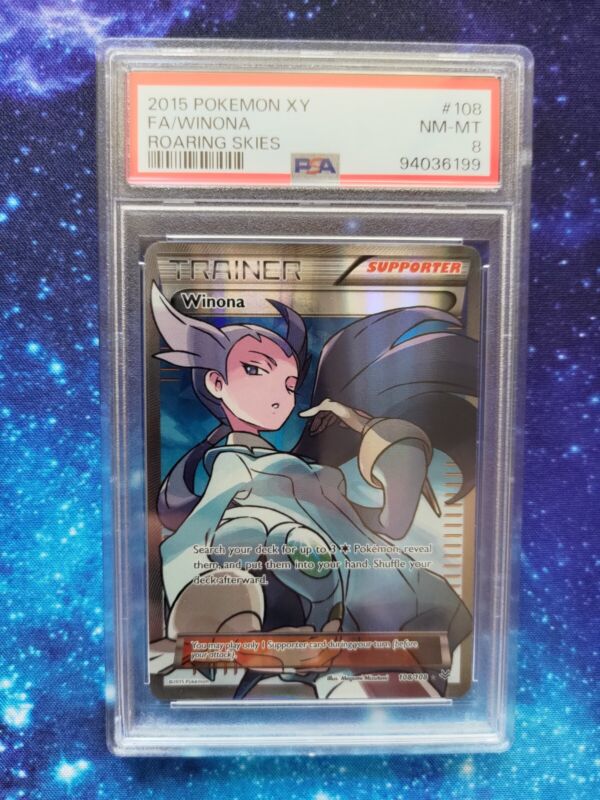 2015 POKEMON XY #108
FA/WINONA NM-MT
ROARING SKIES 8
PSA 94036199
TRAINER SUPPORTER
Winona
Search your deck for up to 3 Pokémon, reveal
them, and put them into your hand. Shuffle your
deck afterward.
You may play only 1 Supporter card during your turn (before
your attack).
©2015 Pokémon Illus. Megumi Mizutani 108/108